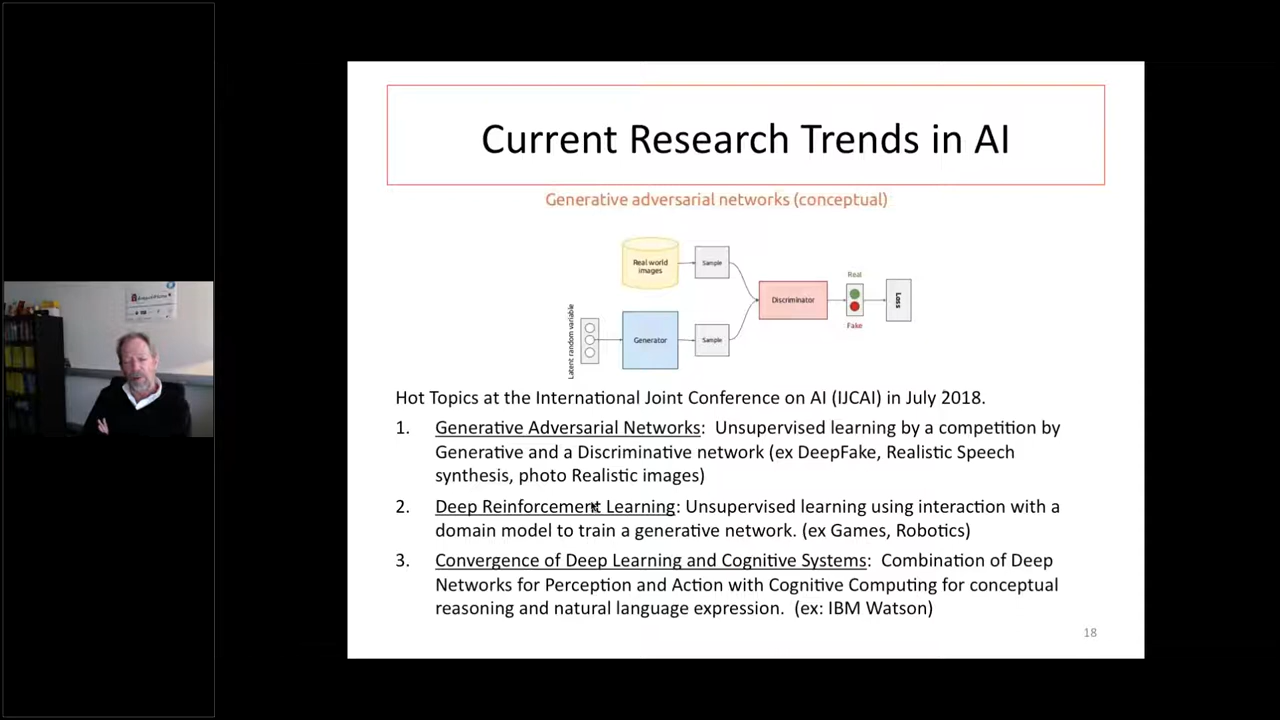 Current Research Trends in AI
Generative adversarial networks (conceptual)
Real world
images
Sample
Latent random variable
Generator
Sample
Discriminator
Real
Fake
Loss
Hot Topics at the International Joint Conference on AI (IJCAI) in July 2018.
1. Generative Adversarial Networks: Unsupervised learning by a competition by
Generative and a Discriminative network (ex DeepFake, Realistic Speech
synthesis, photo Realistic images)
2. Deep Reinforcement Learning: Unsupervised learning using interaction with a
domain model to train a generative network. (ex Games, Robotics)
3. Convergence of Deep Learning and Cognitive Systems: Combination of Deep
Networks for Perception and Action with Cognitive Computing for conceptual
reasoning and natural language expression. (ex: IBM Watson)
18